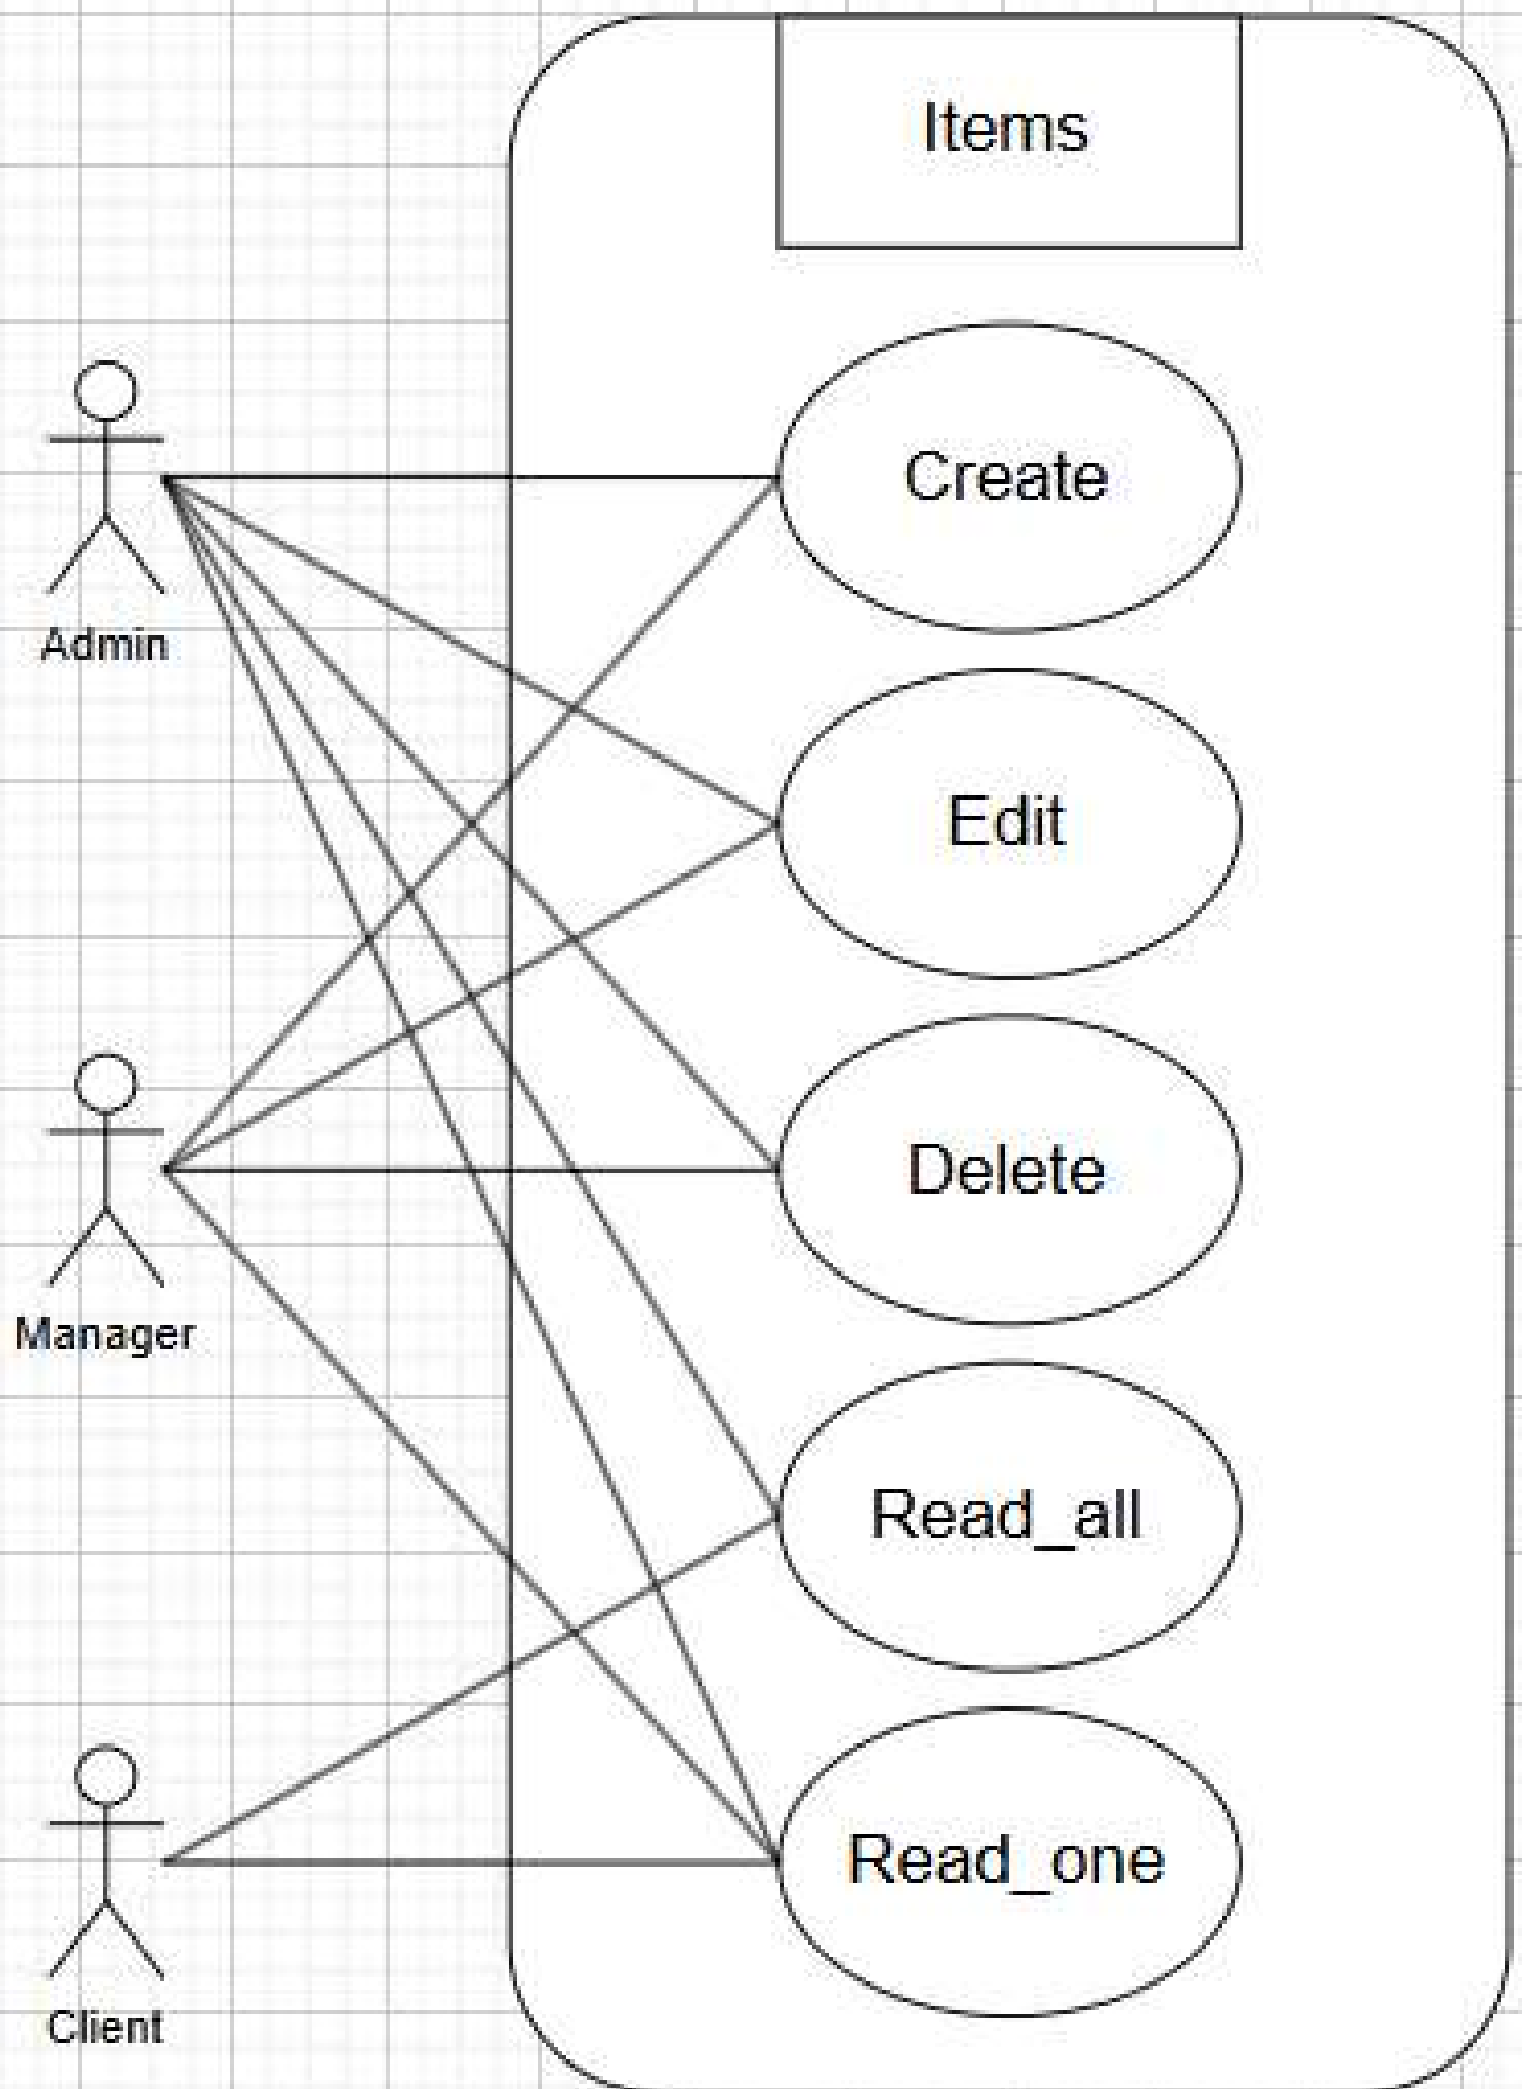 Items
Create
Admin
Edit
Delete
Manager
Read_all
Read_one
Client